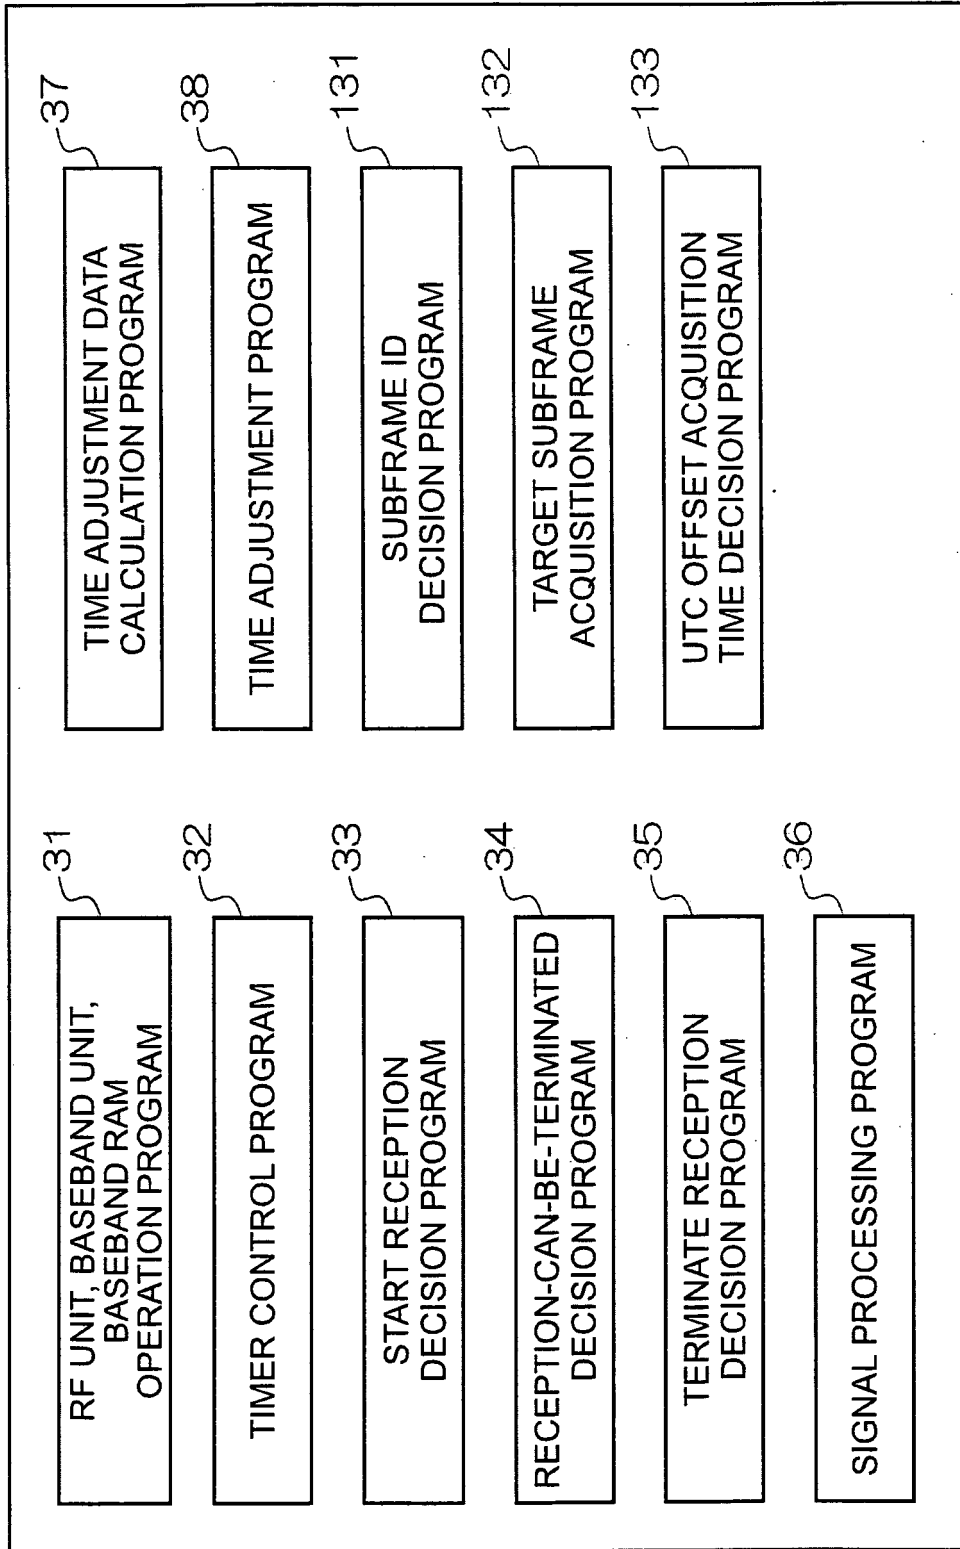 31
RF UNIT, BASEBAND UNIT,
BASEBAND RAM
OPERATION PROGRAM
32
TIMER CONTROL PROGRAM
33
START RECEPTION
DECISION PROGRAM
34
RECEPTION-CAN-BE-TERMINATED
DECISION PROGRAM
35
TERMINATE RECEPTION
DECISION PROGRAM
36
SIGNAL PROCESSING PROGRAM
37
TIME ADJUSTMENT DATA
CALCULATION PROGRAM
38
TIME ADJUSTMENT PROGRAM
131
SUBFRAME ID
DECISION PROGRAM
132
TARGET SUBFRAME
ACQUISITION PROGRAM
133
UTC OFFSET ACQUISITION
TIME DECISION PROGRAM